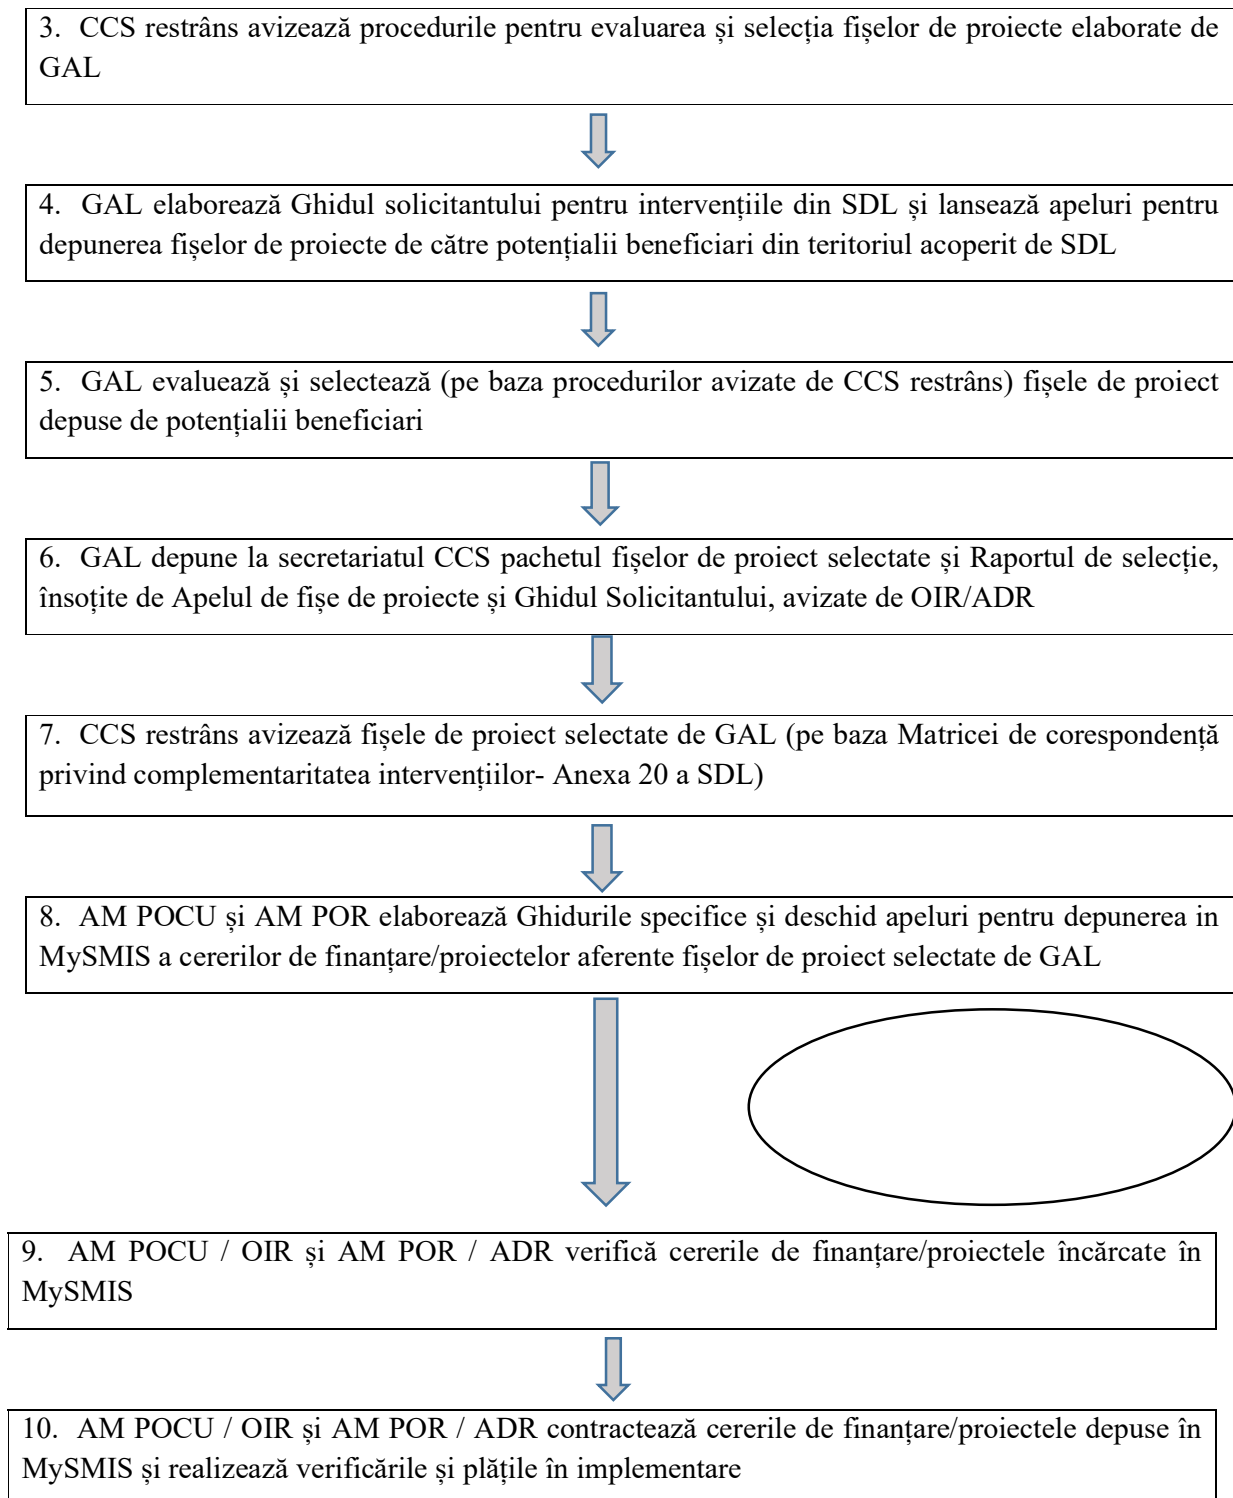 3. CCS restrâns avizează procedurile pentru evaluarea și selecția fișelor de proiecte elaborate de
GAL
4. GAL elaborează Ghidul solicitantului pentru intervențiile din SDL și lansează apeluri pentru
depunerea fișelor de proiecte de către potențialii beneficiari din teritoriul acoperit de SDL
5. GAL evaluează și selectează (pe baza procedurilor avizate de CCS restrâns) fișele de proiect
depuse de potențialii beneficiari
6. GAL depune la secretariatul CCS pachetul fișelor de proiect selectate și Raportul de selecție,
însoțite de Apelul de fișe de proiecte și Ghidul Solicitantului, avizate de OIR/ADR
7. CCS restrâns avizează fișele de proiect selectate de GAL (pe baza Matricei de corespondență
privind complementaritatea intervențiilor- Anexa 20 a SDL)
8. AM POCU și AM POR elaborează Ghidurile specifice și deschid apeluri pentru depunerea in
MySMIS a cererilor de finanțare/proiectelor aferente fișelor de proiect selectate de GAL
9. AM POCU / OIR și AM POR / ADR verifică cererile de finanțare/proiectele încărcate în
MySMIS
10. AM POCU / OIR și AM POR / ADR contractează cererile de finanțare/proiectele depuse în
MySMIS și realizează verificările și plățile în implementare